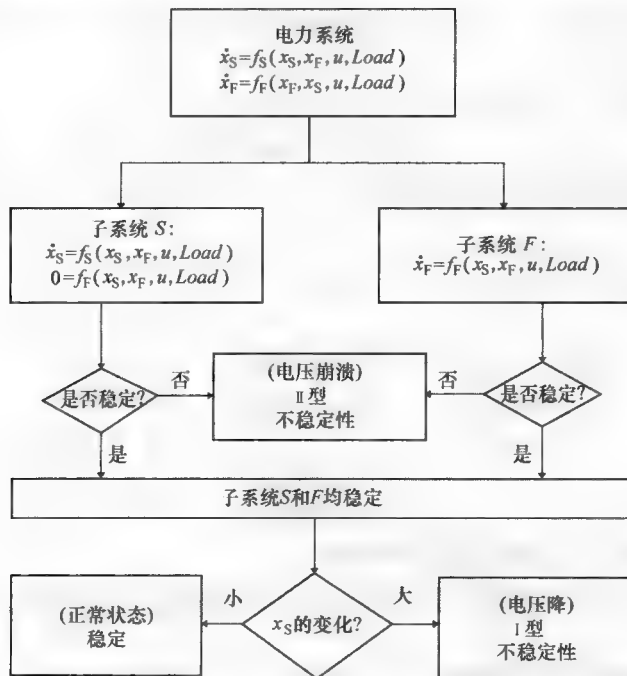 电力系统
ẋS=fS(xS,xF,u,Load)
ẋF=fF(xF,xS,u,Load)
子系统 S:
ẋS=fS(xS,xF,u,Load)
0=fF(xS,xF,u,Load)
子系统 F:
ẋF=fF(xS,xF,u,Load)
是否稳定?
否
(电压崩溃)
Ⅱ型
不稳定性
否
是否稳定?
是
是
子系统S和F均稳定
(正常状态)
稳定
小
xS的变化?
大
(电压降)
Ⅰ型
不稳定性